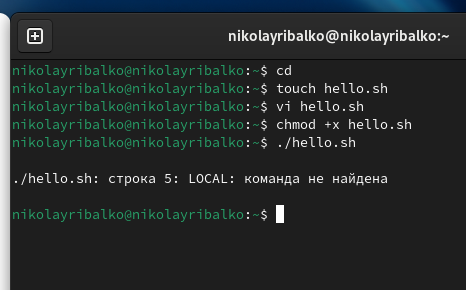 nikolayribalko@nikolayribalko:~
nikolayribalko@nikolayribalko:~$ cd
nikolayribalko@nikolayribalko:~$ touch hello.sh
nikolayribalko@nikolayribalko:~$ vi hello.sh
nikolayribalko@nikolayribalko:~$ chmod +x hello.sh
nikolayribalko@nikolayribalko:~$ ./hello.sh
./hello.sh: строка 5: LOCAL: команда не найдена
nikolayribalko@nikolayribalko:~$